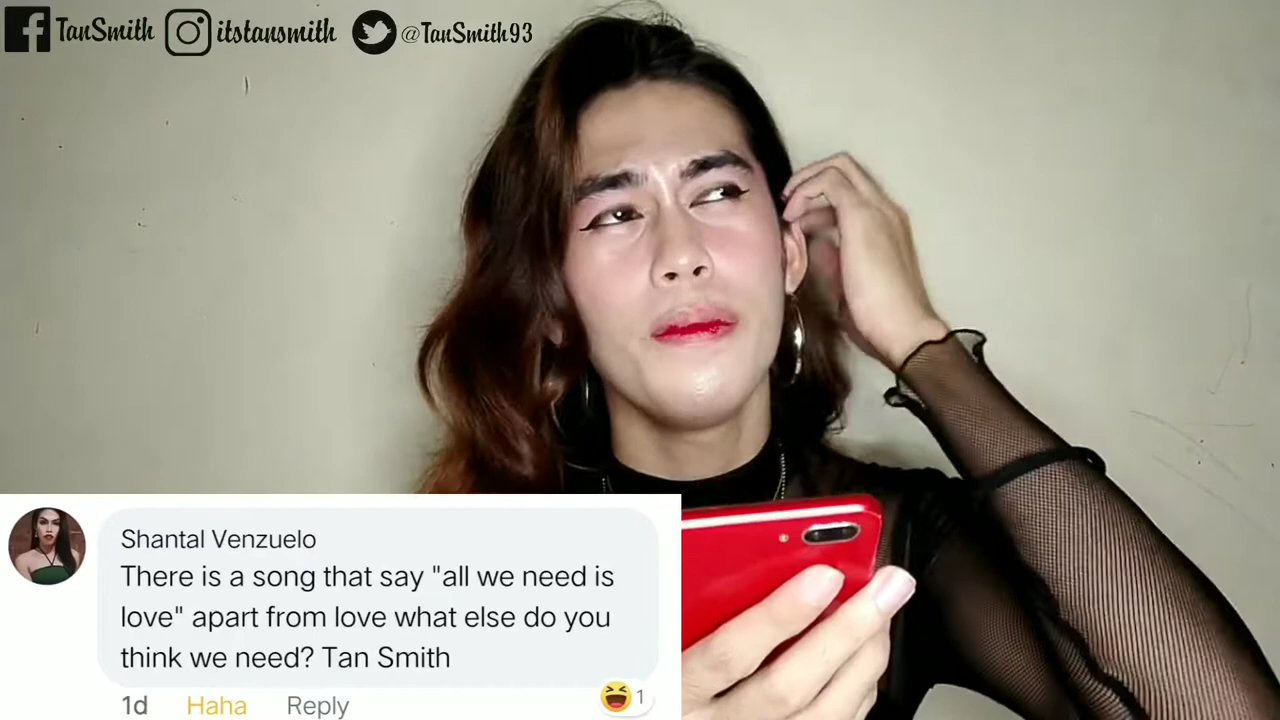 TanSmith itstansmith @TanSmith93
Shantal Venzuelo
There is a song that say "all we need is
love" apart from love what else do you
think we need? Tan Smith
1d Haha Reply 1